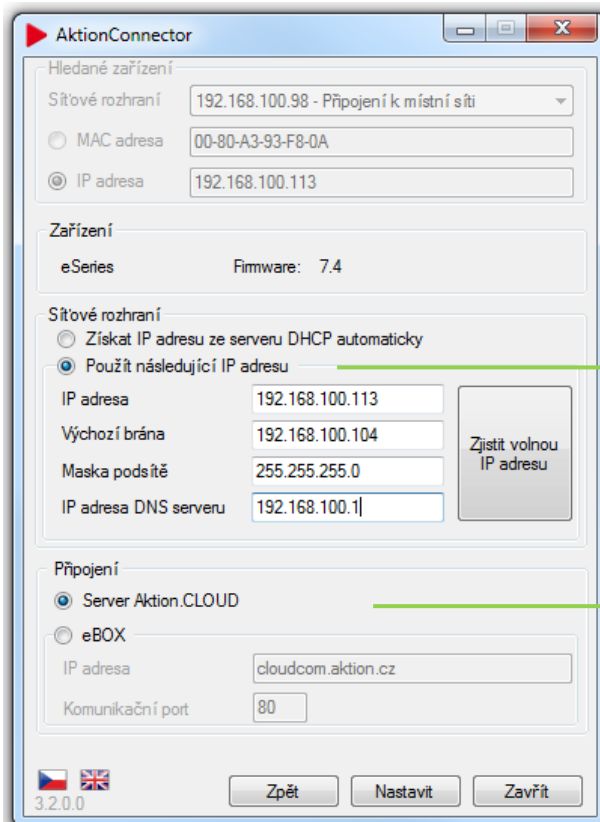 AktionConnector
Hledané zařízení
Síťové rozhraní 192.168.100.98 - Připojení k místní síti
MAC adresa 00-80-A3-93-F8-0A
IP adresa 192.168.100.113
Zařízení
eSeries Firmware: 7.4
Síťové rozhraní
Získat IP adresu ze serveru DHCP automaticky
Použít následující IP adresu
IP adresa 192.168.100.113
Výchozí brána 192.168.100.104
Maska podsítě 255.255.255.0
IP adresa DNS serveru 192.168.100.1
Zjistit volnou
IP adresu
Připojení
Server Aktion.CLOUD
eBOX
IP adresa cloudcom.aktion.cz
Komunikační port 80
3.2.0.0 Zpět Nastavit Zavřít